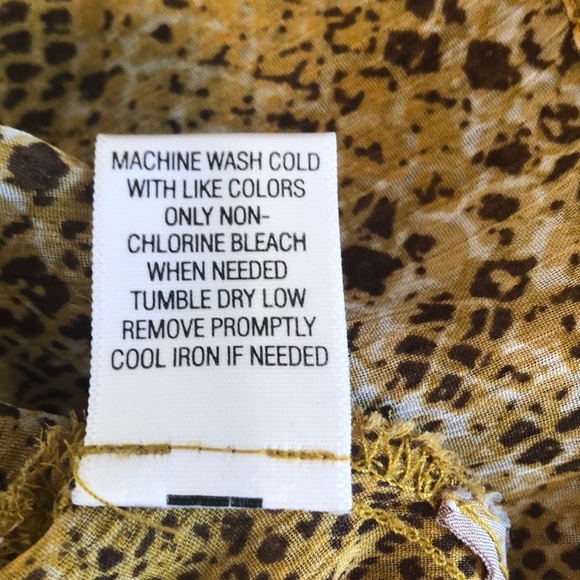 MACHINE WASH COLD
WITH LIKE COLORS
ONLY NON-
CHLORINE BLEACH
WHEN NEEDED
TUMBLE DRY LOW
REMOVE PROMPTLY
COOL IRON IF NEEDED